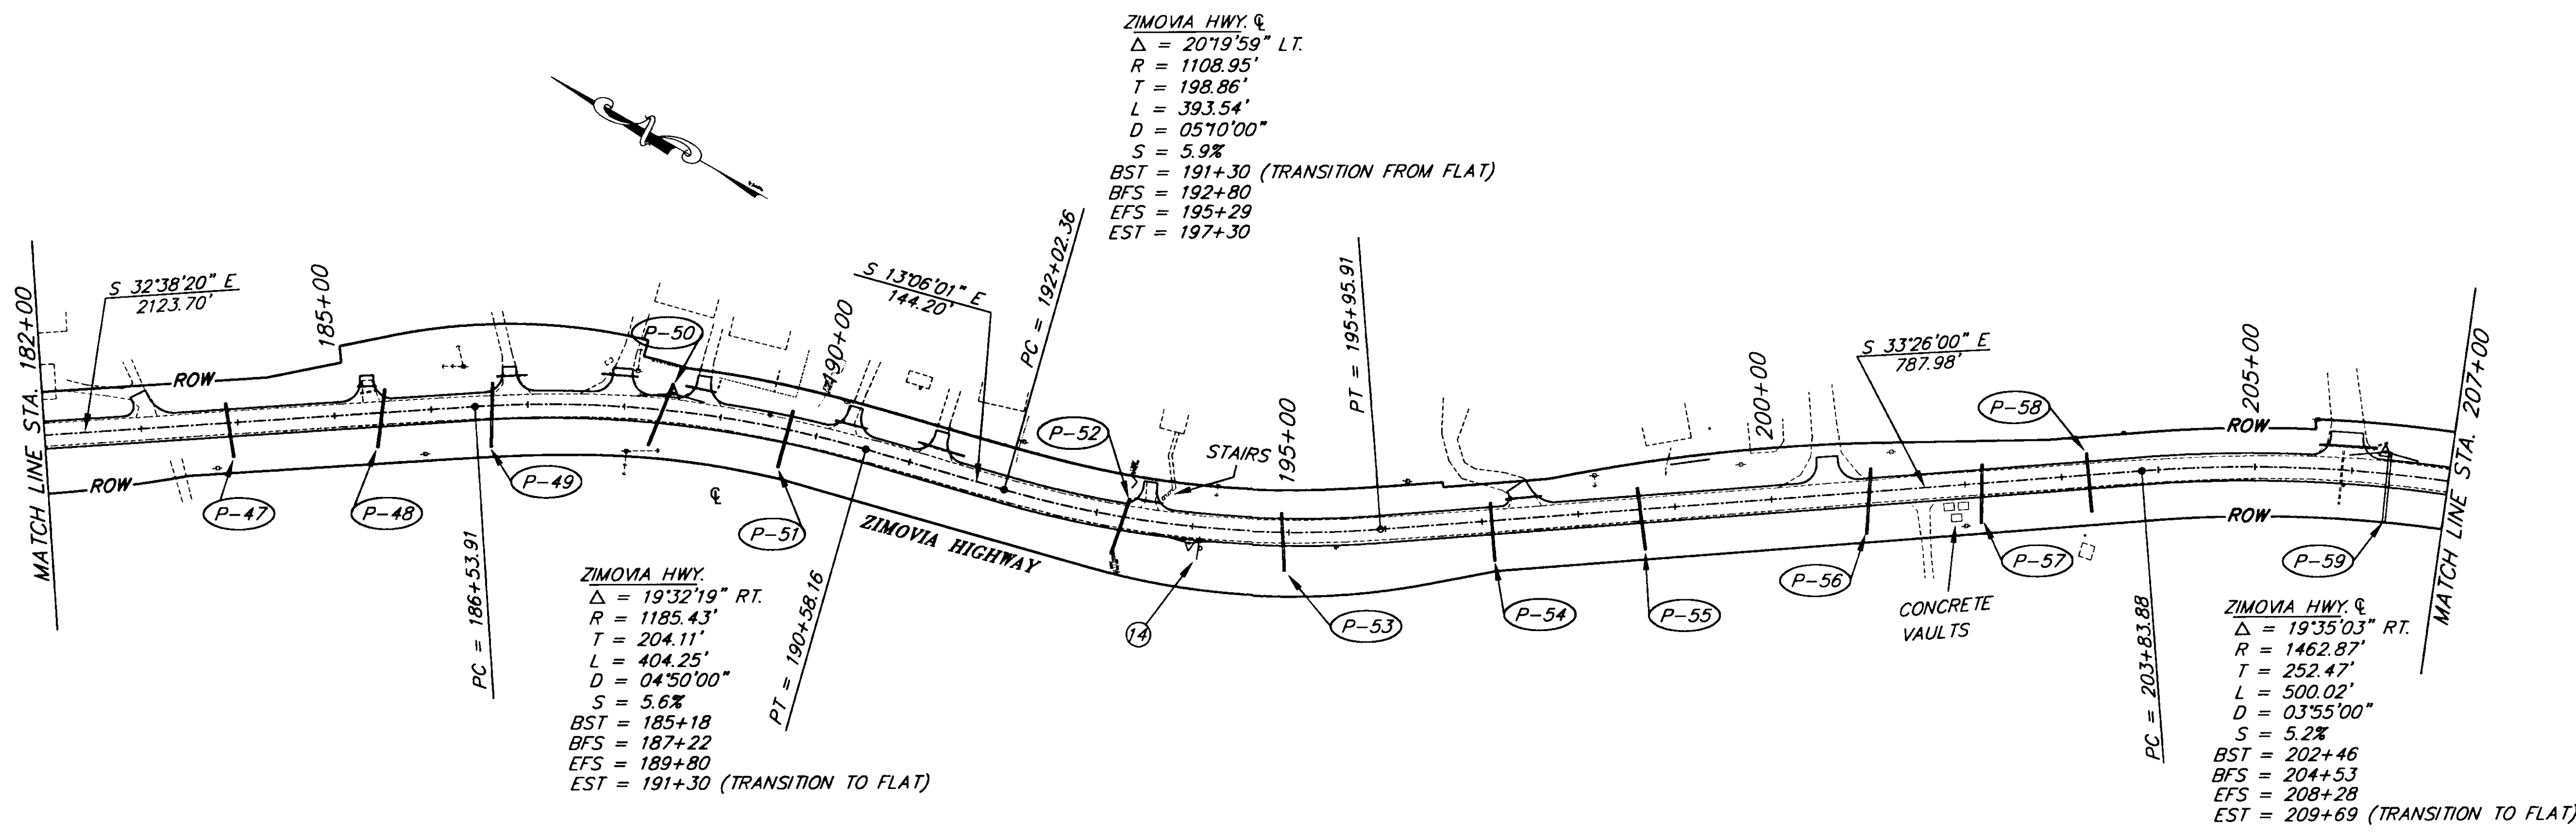 ZIMOVIA HWY. ℄
Δ = 20°19'59" LT.
R = 1108.95'
T = 198.86'
L = 393.54'
D = 05°10'00"
S = 5.9%
BST = 191+30 (TRANSITION FROM FLAT)
BFS = 192+80
EFS = 195+29
EST = 197+30
MATCH LINE STA. 182+00
S 32°38'20" E
2123.70'
185+00
ROW
ROW
P-47
P-48
P-49
PC = 186+53.91
P-50
℄
P-51
190+00
PT = 190+58.16
S 13°06'01" E
144.20'
PC = 192+02.36
ZIMOVIA HIGHWAY
P-52
STAIRS
14
195+00
P-53
PT = 195+95.91
P-54
P-55
200+00
P-56
S 33°26'00" E
787.98'
CONCRETE
VAULTS
P-57
P-58
PC = 203+83.88
205+00
ROW
ROW
P-59
MATCH LINE STA. 207+00
ZIMOVIA HWY.
Δ = 19°32'19" RT.
R = 1185.43'
T = 204.11'
L = 404.25'
D = 04°50'00"
S = 5.6%
BST = 185+18
BFS = 187+22
EFS = 189+80
EST = 191+30 (TRANSITION TO FLAT)
ZIMOVIA HWY. ℄
Δ = 19°35'03" RT.
R = 1462.87'
T = 252.47'
L = 500.02'
D = 03°55'00"
S = 5.2%
BST = 202+46
BFS = 204+53
EFS = 208+28
EST = 209+69 (TRANSITION TO FLAT)